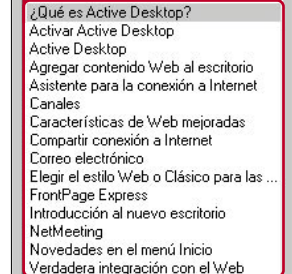 ¿Qué es Active Desktop?
Activar Active Desktop
Active Desktop
Agregar contenido Web al escritorio
Asistente para la conexión a Internet
Canales
Características de Web mejoradas
Compartir conexión a Internet
Correo electrónico
Elegir el estilo Web o Clásico para las ...
FrontPage Express
Introducción al nuevo escritorio
NetMeeting
Novedades en el menú Inicio
Verdadera integración con el Web